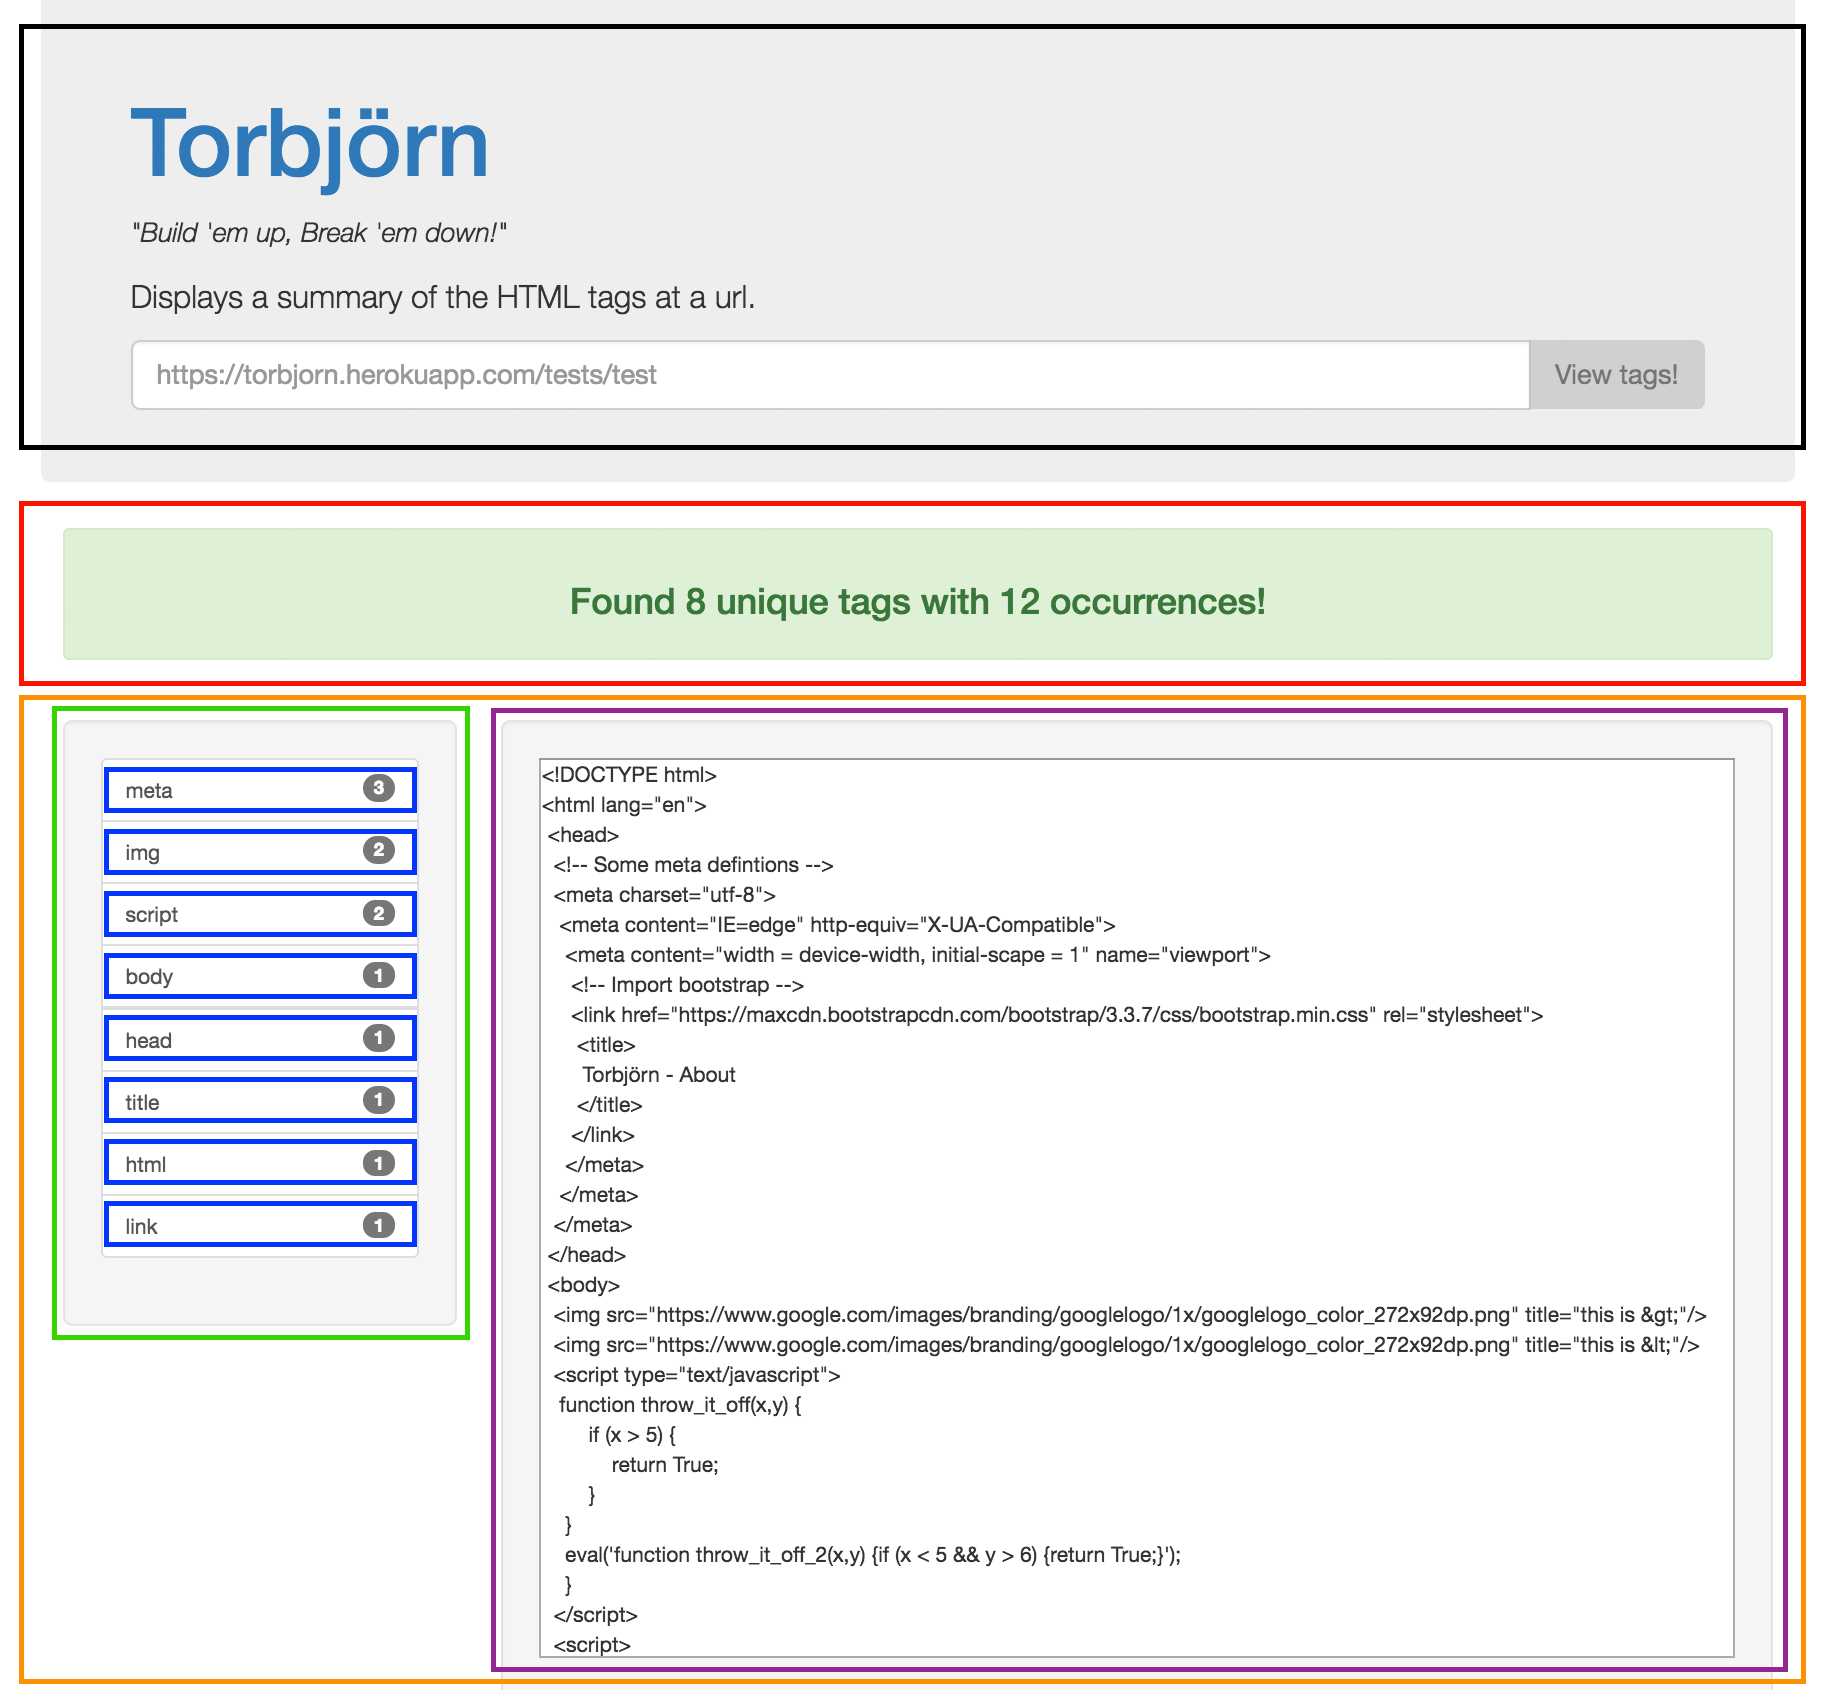 Torbjörn
"Build 'em up, Break 'em down!"
Displays a summary of the HTML tags at a url.
https://torbjorn.herokuapp.com/tests/test
View tags!
Found 8 unique tags with 12 occurrences!
meta 3
img 2
script 2
body 1
head 1
title 1
html 1
link 1
<!DOCTYPE html>
<html lang="en">
<head>
<!-- Some meta defintions -->
<meta charset="utf-8">
<meta content="IE=edge" http-equiv="X-UA-Compatible">
<meta content="width = device-width, initial-scape = 1" name="viewport">
<!-- Import bootstrap -->
<link href="https://maxcdn.bootstrapcdn.com/bootstrap/3.3.7/css/bootstrap.min.css" rel="stylesheet">
<title>
Torbjörn - About
</title>
</link>
</meta>
</meta>
</meta>
</head>
<body>
<img src="https://www.google.com/images/branding/googlelogo/1x/googlelogo_color_272x92dp.png" title="this is &gt;"/>
<img src="https://www.google.com/images/branding/googlelogo/1x/googlelogo_color_272x92dp.png" title="this is &lt;"/>
<script type="text/javascript">
function throw_it_off(x,y) {
if (x > 5) {
return True;
}
}
eval('function throw_it_off_2(x,y) {if (x < 5 && y > 6) {return True;}');
}
</script>
<script>